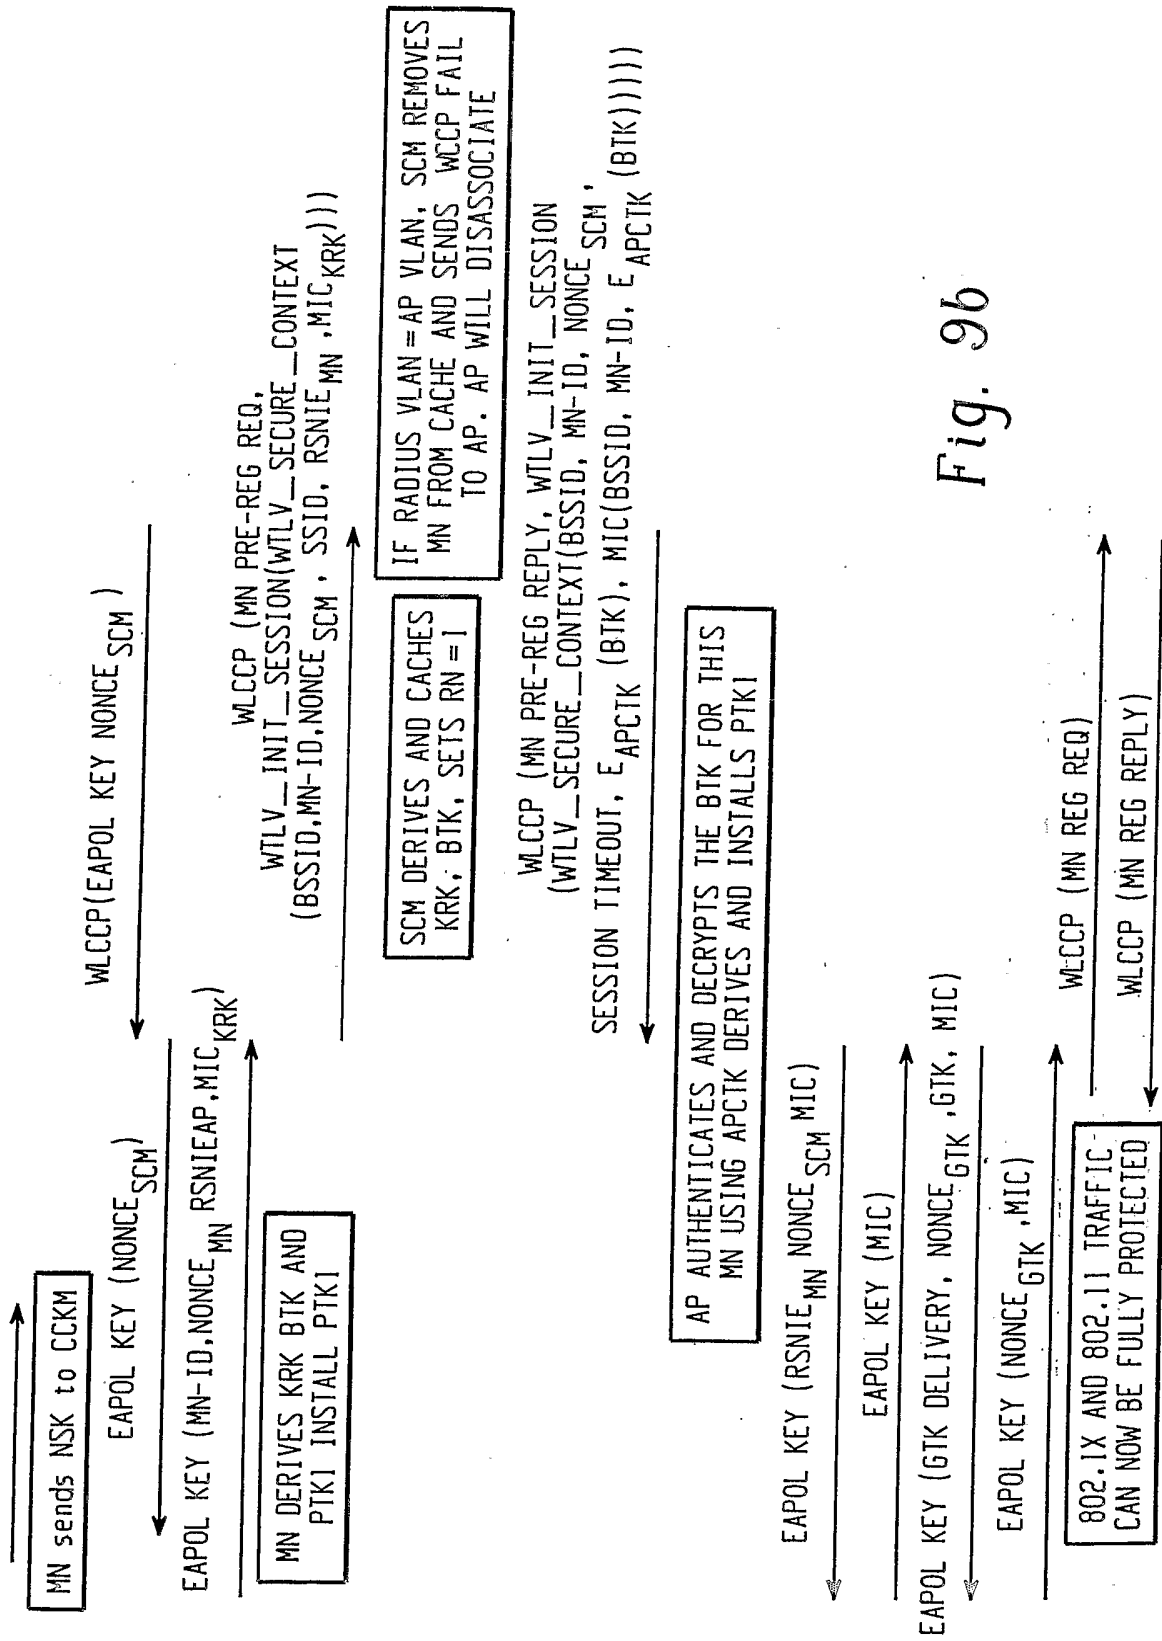 MN sends NSK to CCKM
WLCCP(EAPOL KEY NONCE SCM )
EAPOL KEY (NONCE SCM)
EAPOL KEY (MN-ID,NONCE MN RSNIEAP,MIC KRK)
MN DERIVES KRK BTK AND
PTK1 INSTALL PTK1
WLCCP (MN PRE-REG REQ,
WTLV__INIT__SESSION(WTLV__SECURE__CONTEXT
(BSSID,MN-ID,NONCE SCM, SSID, RSNIE MN ,MIC KRK)))
SCM DERIVES AND CACHES
KRK, BTK, SETS RN=1
IF RADIUS VLAN=AP VLAN, SCM REMOVES
MN FROM CACHE AND SENDS WCCP FAIL
TO AP. AP WILL DISASSOCIATE
WLCCP (MN PRE-REG REPLY, WTLV__INIT__SESSION
(WTLV__SECURE__CONTEXT(BSSID, MN-ID, NONCE SCM,
SESSION TIMEOUT, E APCTK (BTK), MIC(BSSID, MN-ID, E APCTK (BTK))))))
AP AUTHENTICATES AND DECRYPTS THE BTK FOR THIS
MN USING APCTK DERIVES AND INSTALLS PTK1
EAPOL KEY (RSNIE MN NONCE SCM MIC)
EAPOL KEY (MIC)
EAPOL KEY (GTK DELIVERY, NONCE GTK ,GTK, MIC)
EAPOL KEY (NONCE GTK ,MIC)
802.1X AND 802.11 TRAFFIC
CAN NOW BE FULLY PROTECTED
WLCCP (MN REG REQ)
WLCCP (MN REG REPLY)
Fig. 9b